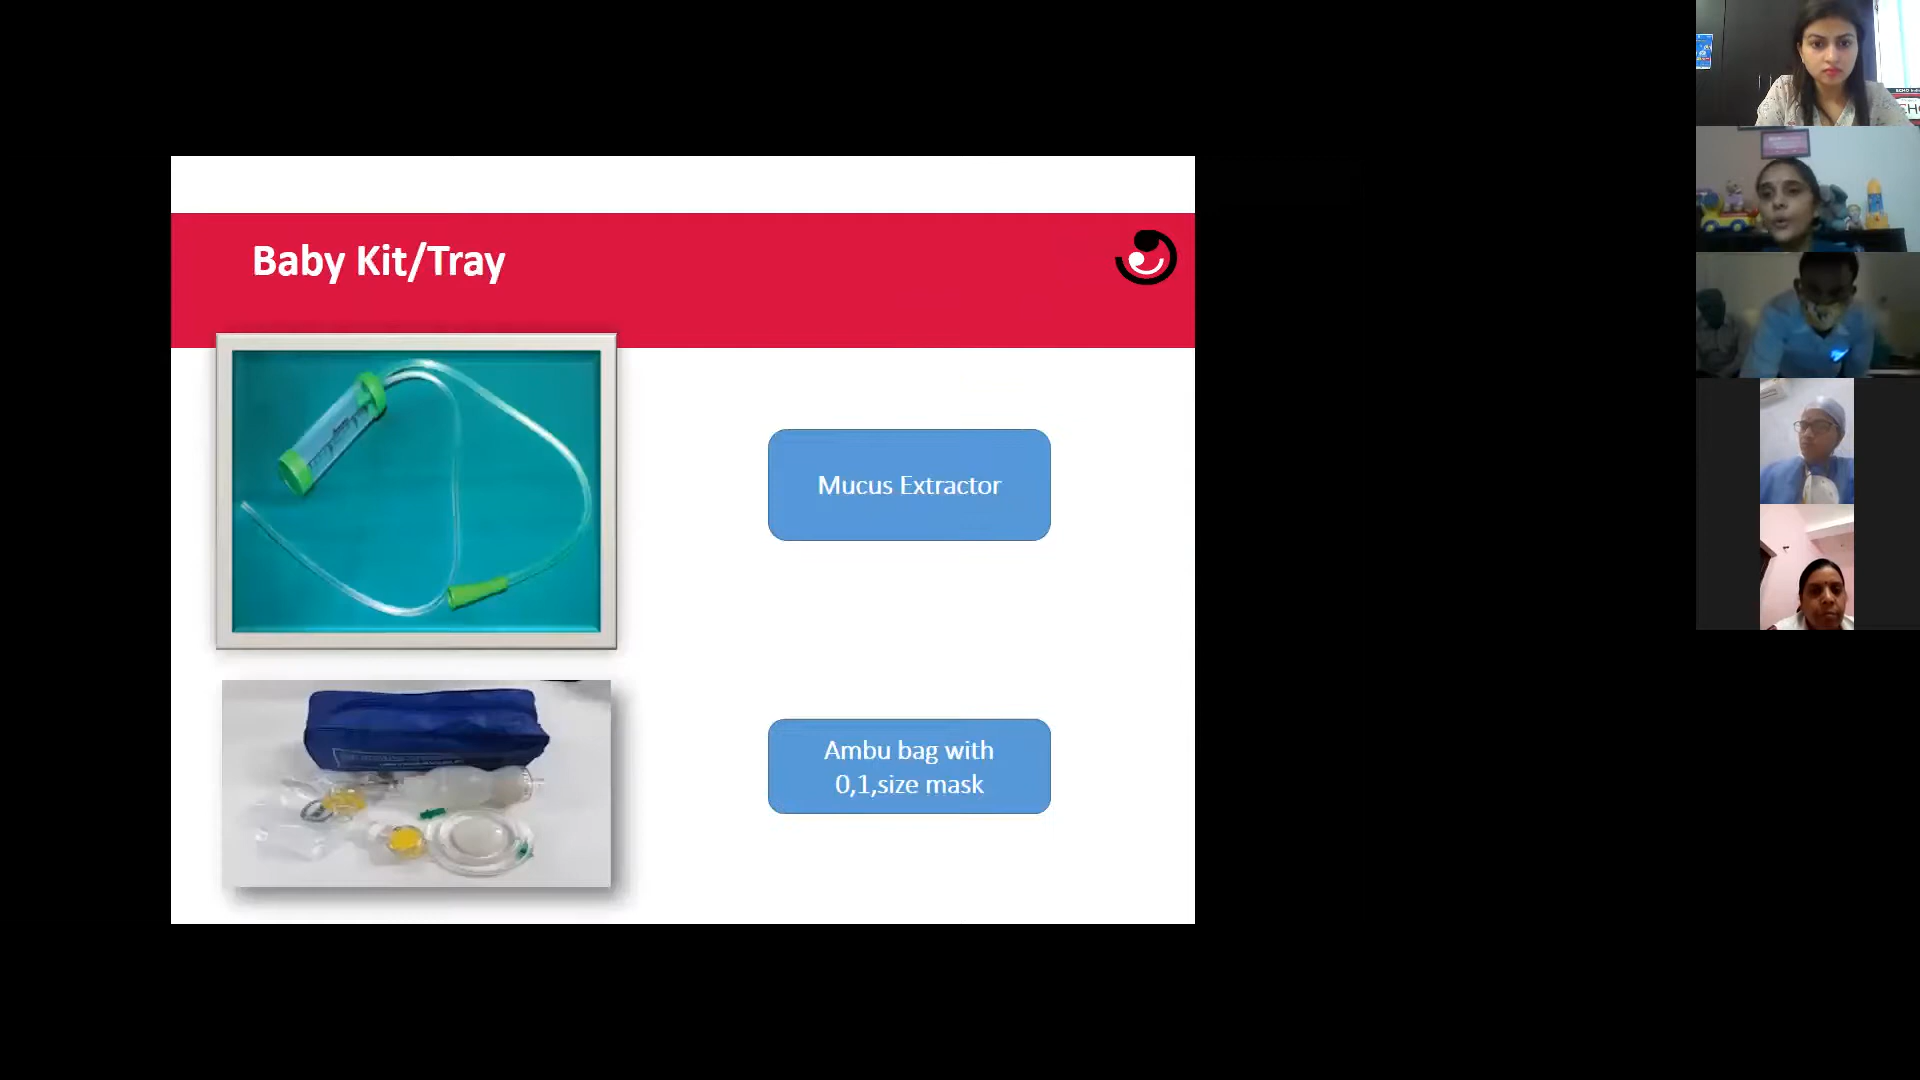 Baby Kit/Tray
Mucus Extractor
Ambu bag with
0,1,size mask